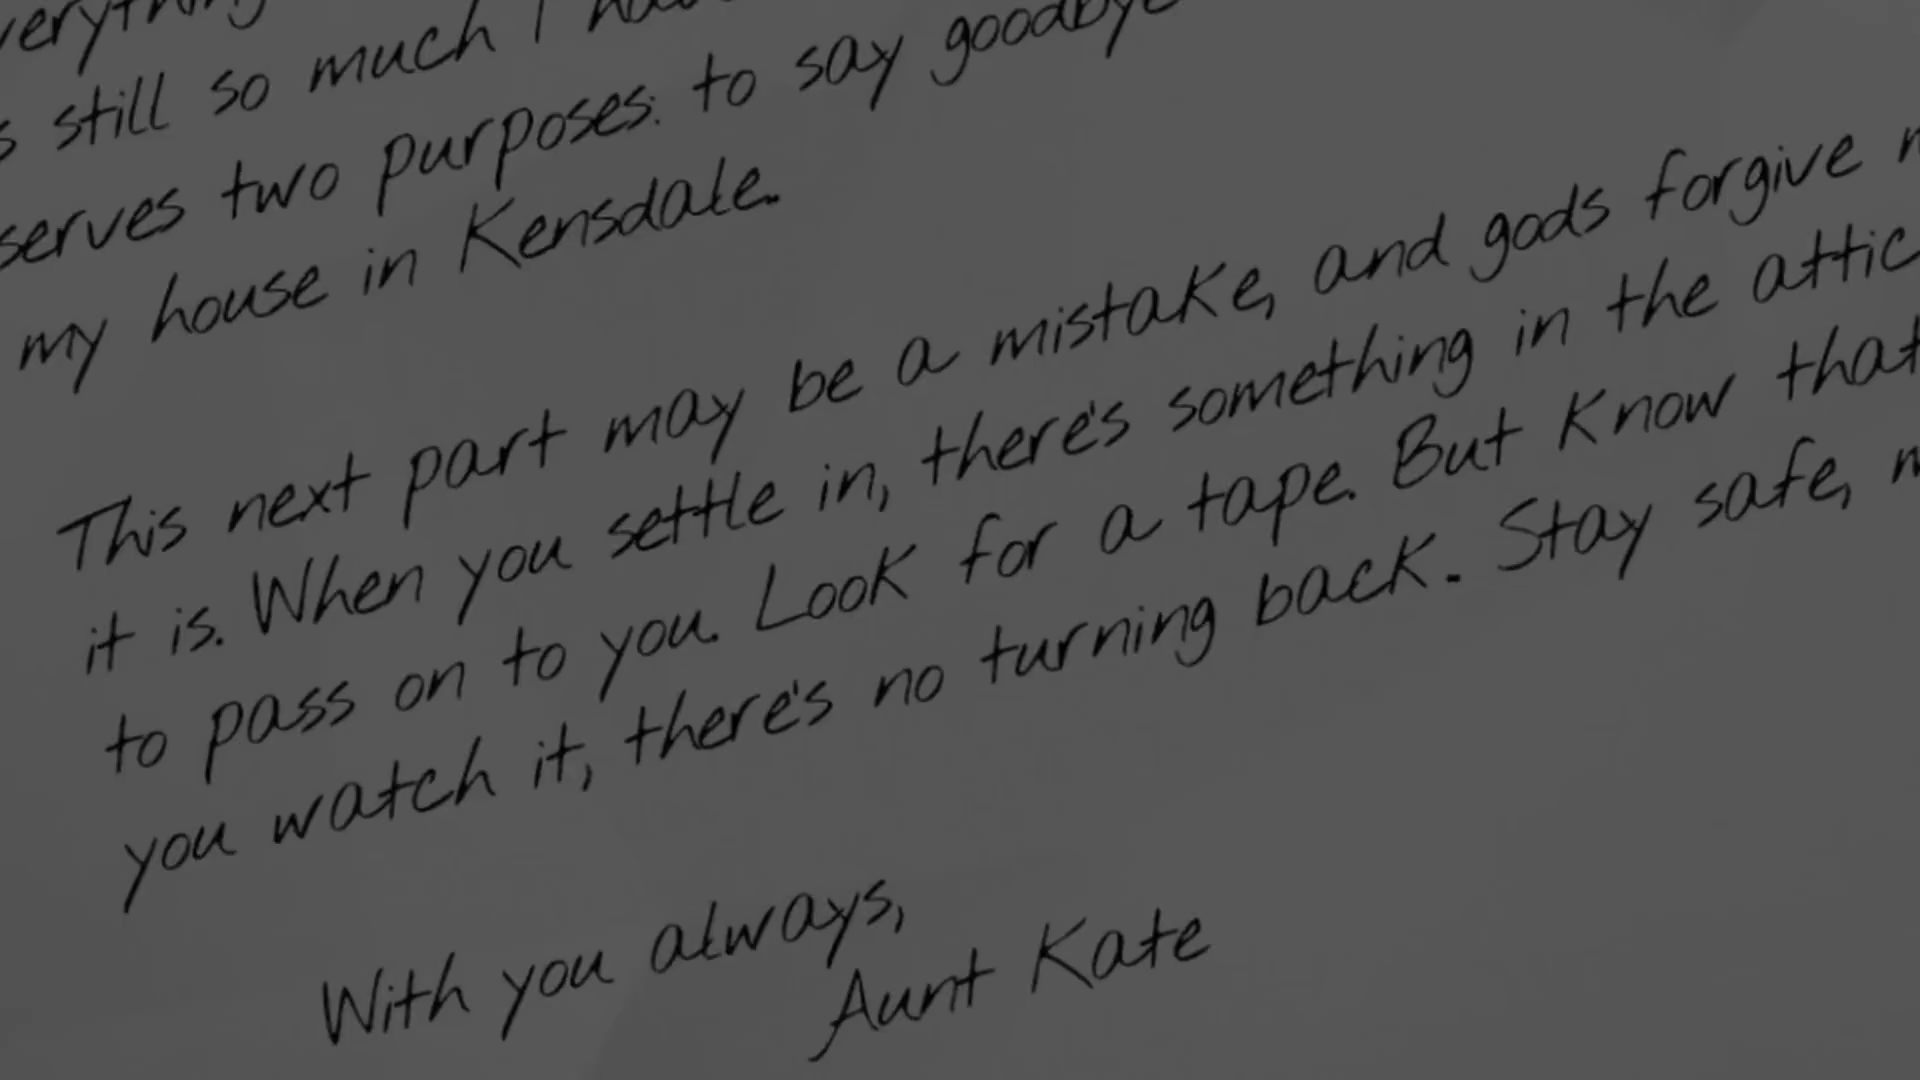 still so much I
serves two purposes: to say goodbye
my house in Kensdale.
This next part may be a mistake, and gods forgive
it is. When you settle in, there's something in the attic
to pass on to you. Look for a tape. But know that
you watch it, there's no turning back. Stay safe,
With you always,
Aunt Kate